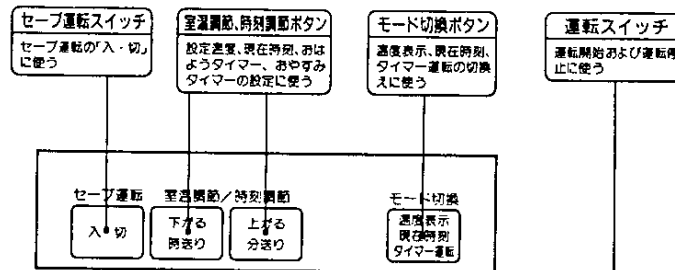 セーブ運転スイッチ
セーブ運転の「入・切」
に使う
室温調節、時刻調節ボタン
設定温度、現在時刻、おは
ようタイマー、おやすみ
タイマーの設定に使う
モード切換ボタン
温度表示、現在時刻、
タイマー運転の切換
えに使う
運転スイッチ
運転開始および運転停
止に使う
セーブ運転
室温調節/時刻調節
モード切換
入 切
下がる
時送り
上がる
分送り
温度表示
現在時刻
タイマー運転